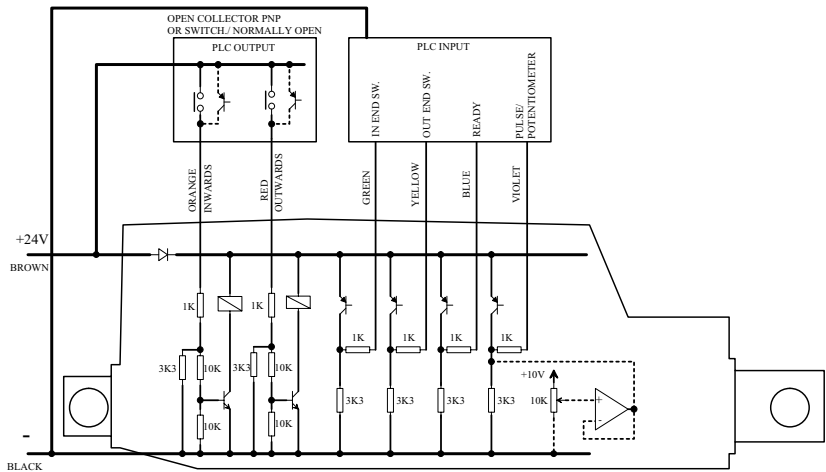 OPEN COLLECTOR PNP
OR SWITCH./ NORMALLY OPEN
PLC OUTPUT
PLC INPUT
IN END SW.
OUT END SW.
READY
PULSE/
POTENTIOMETER
ORANGE
INWARDS
RED
OUTWARDS
GREEN
YELLOW
BLUE
VIOLET
+24V
BROWN
1K
1K
1K
1K
1K
1K
3K3
10K
3K3
10K
3K3
3K3
3K3
3K3
+10V
10K
+
-
10K
10K
-
BLACK